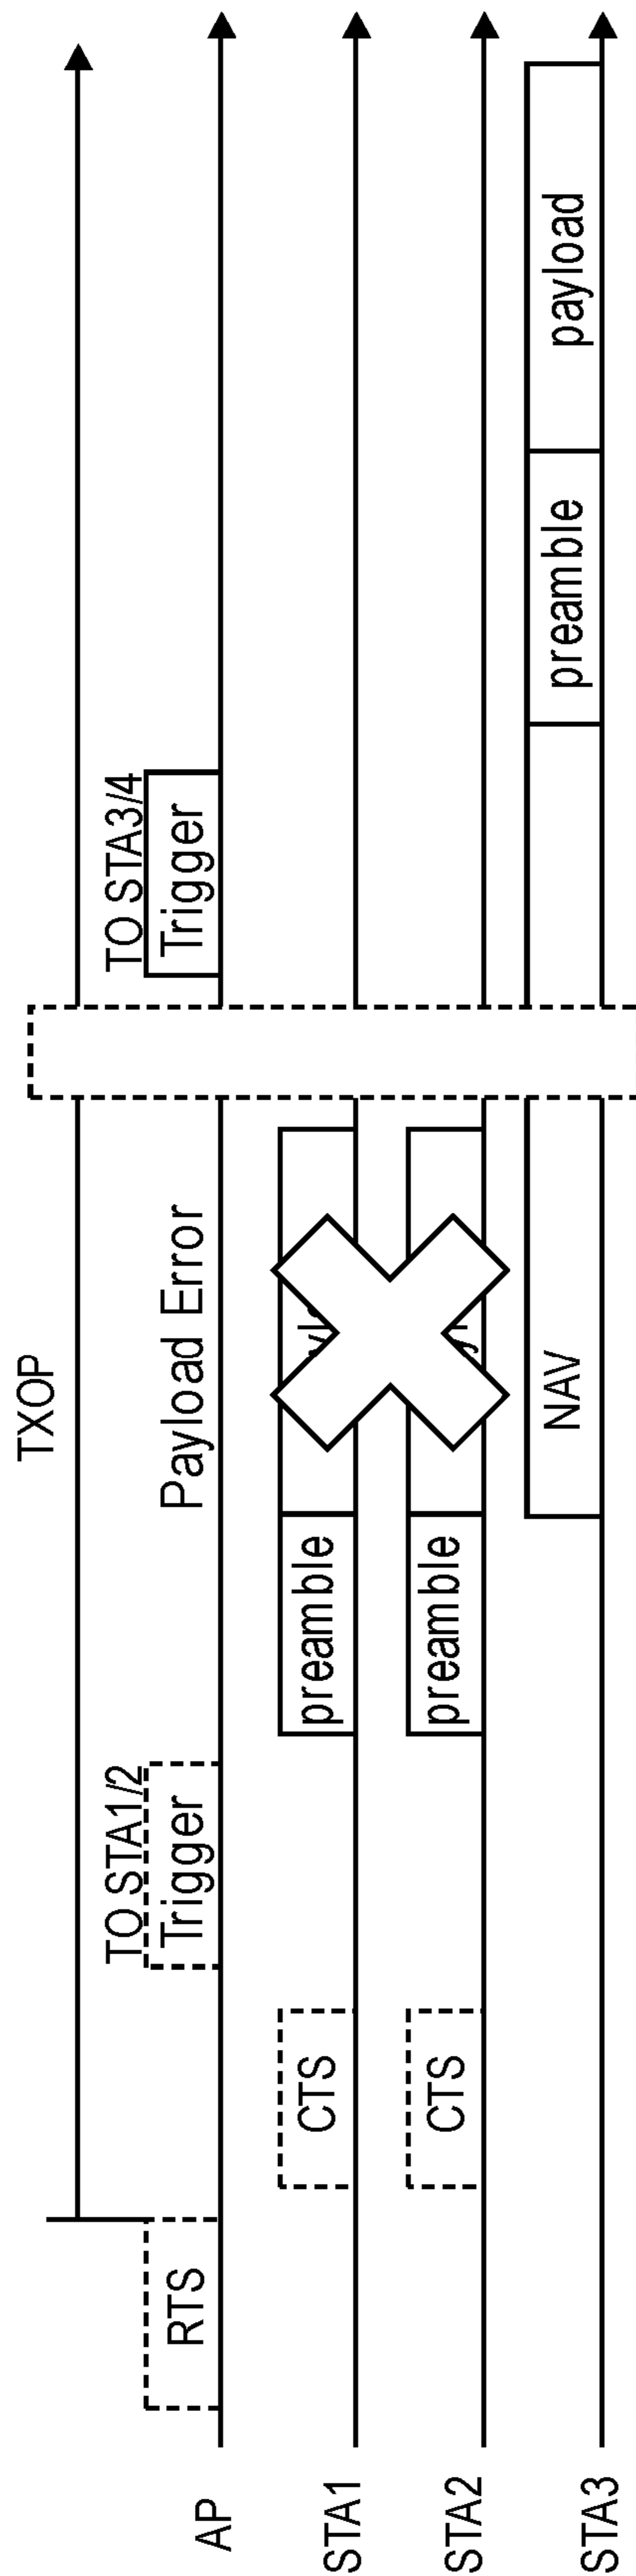 TXOP
TO STA1/2
TO STA3/4
AP
RTS
Trigger
Payload Error
Trigger
STA1
CTS
preamble
STA2
CTS
preamble
STA3
NAV
preamble
payload